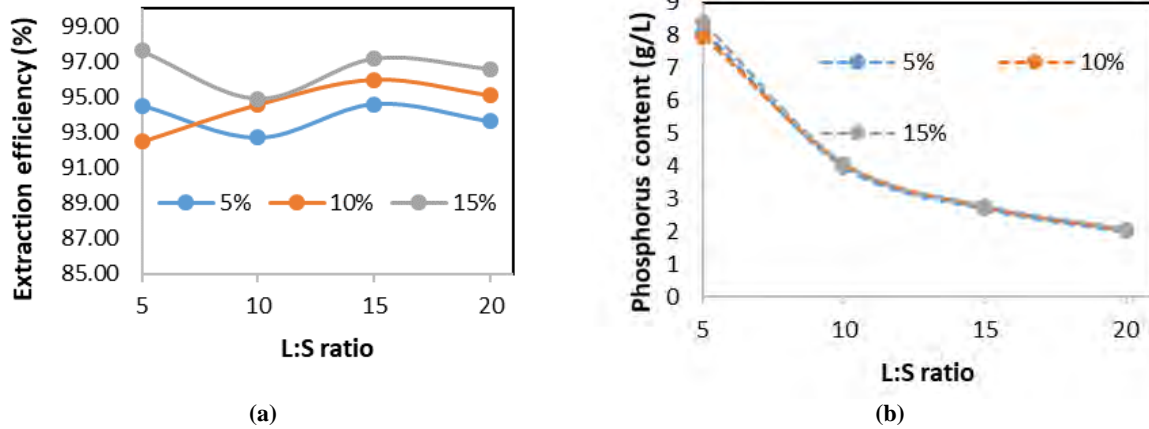 Extraction efficiency (%)
99.00
97.00
95.00
93.00
91.00
89.00
87.00
85.00
5% 10% 15%
5 10 15 20
L:S ratio
(a)
Phosphorus content (g/L)
9
8
7
6
5
4
3
2
1
0
5% 10%
15%
5 10 15 20
L:S ratio
(b)